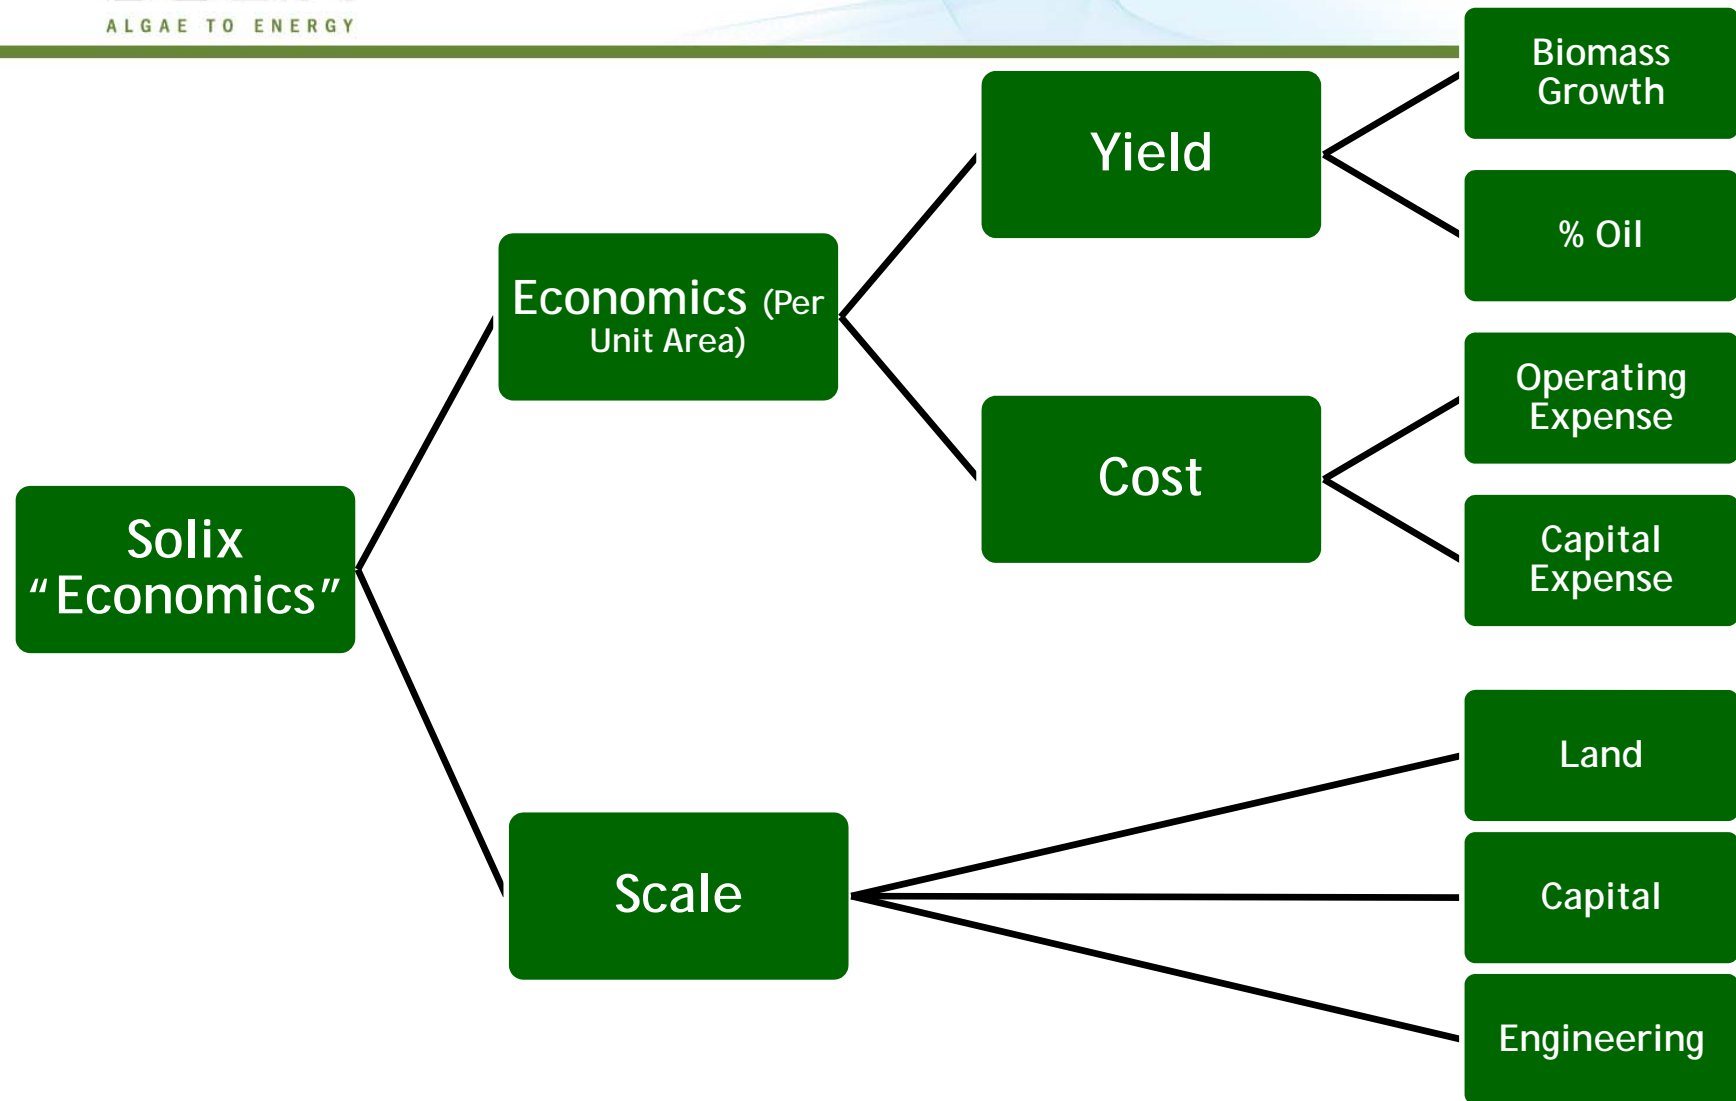 ALGAE TO ENERGY
Biomass
Growth
Yield
% Oil
Economics (Per
Unit Area)
Operating
Expense
Cost
Capital
Expense
Solix
“Economics”
Land
Scale
Capital
Engineering